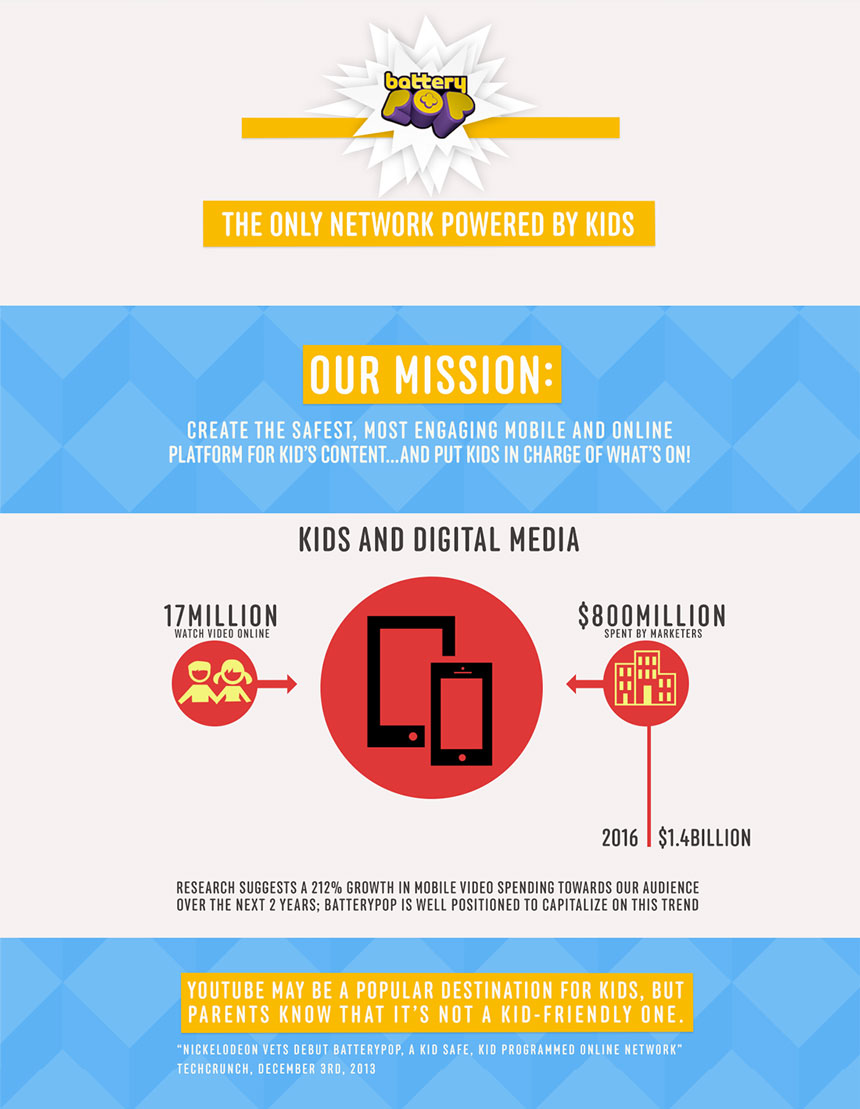 battery
POP
THE ONLY NETWORK POWERED BY KIDS
OUR MISSION:
CREATE THE SAFEST, MOST ENGAGING MOBILE AND ONLINE
PLATFORM FOR KID'S CONTENT...AND PUT KIDS IN CHARGE OF WHAT'S ON!
KIDS AND DIGITAL MEDIA
17MILLION
WATCH VIDEO ONLINE
$800MILLION
SPENT BY MARKETERS
2016 $1.4BILLION
RESEARCH SUGGESTS A 212% GROWTH IN MOBILE VIDEO SPENDING TOWARDS OUR AUDIENCE
OVER THE NEXT 2 YEARS; BATTERYPOP IS WELL POSITIONED TO CAPITALIZE ON THIS TREND
YOUTUBE MAY BE A POPULAR DESTINATION FOR KIDS, BUT
PARENTS KNOW THAT IT'S NOT A KID-FRIENDLY ONE.
"NICKELODEON VETS DEBUT BATTERYPOP, A KID SAFE, KID PROGRAMMED ONLINE NETWORK"
TECHCRUNCH, DECEMBER 3RD, 2013